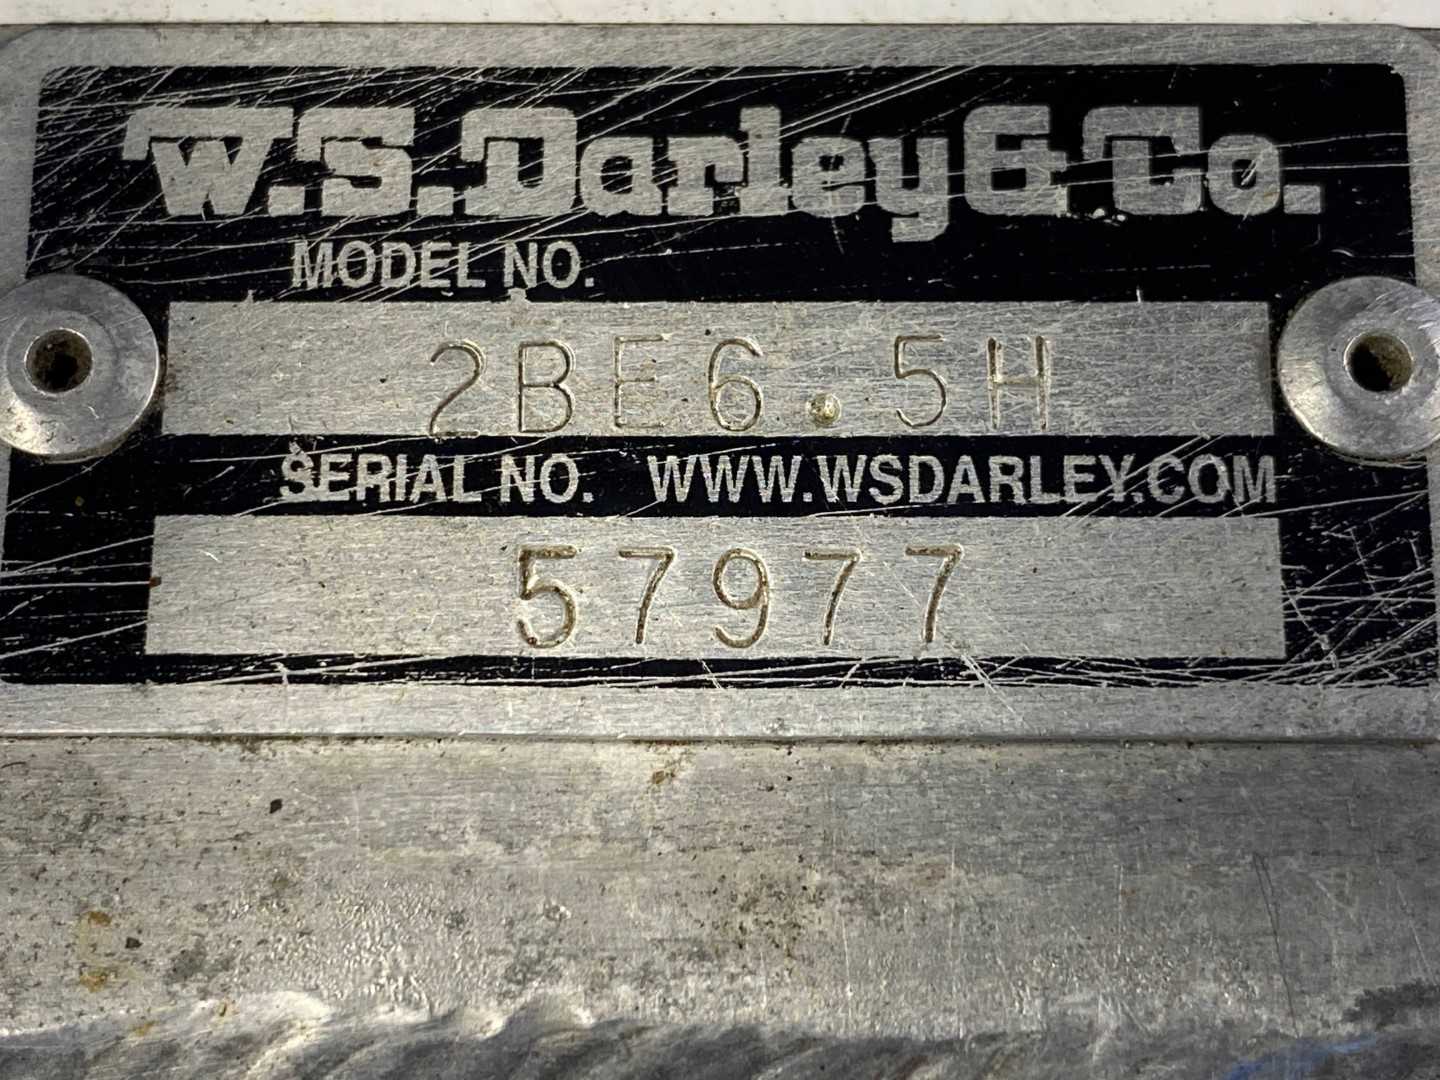 W.S. Darley & Co.
MODEL NO.
2BE6.5H
SERIAL NO. WWW.WSDARLEY.COM
57977